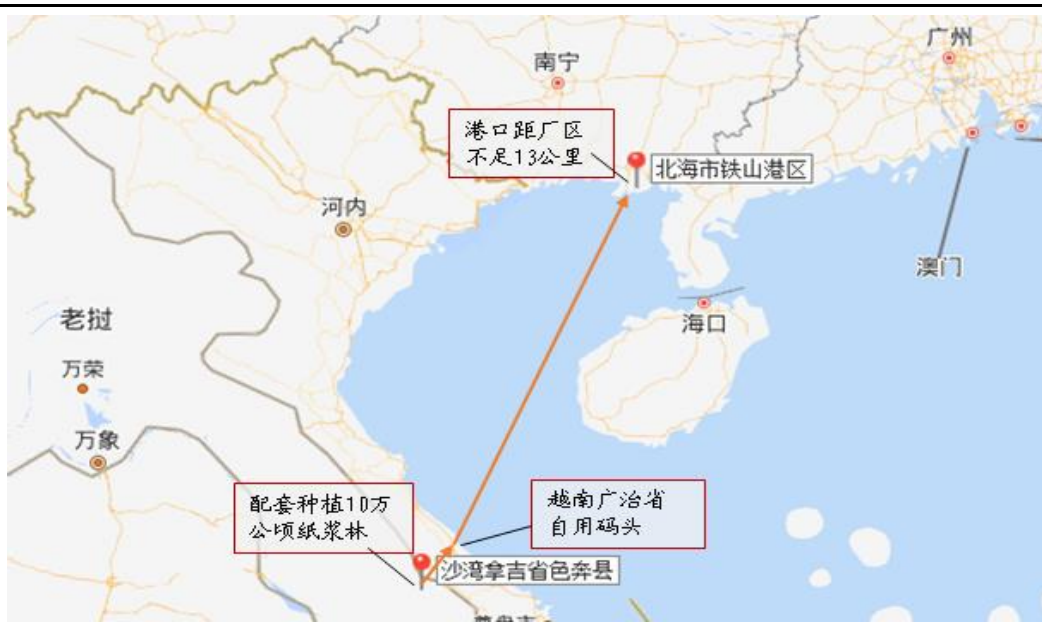 广州
南宁
港口距厂区
不足13公里
北海市铁山港区
河内
澳门
老挝
海口
万荣
万象
配套种植10万
公顷纸浆林
越南广治省
自用码头
沙湾拿吉省色奔县